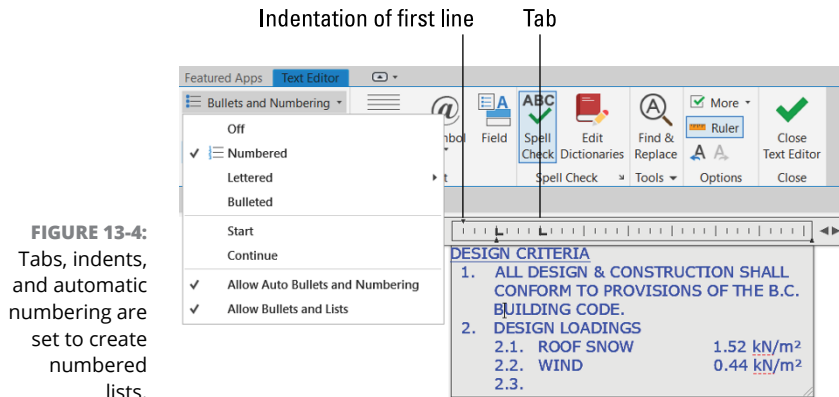 Indentation of first line Tab
Featured Apps Text Editor
Bullets and Numbering
Off
Numbered
Lettered
Bulleted
Start
Continue
Allow Auto Bullets and Numbering
Allow Bullets and Lists
@
Field
ABC
Spell
Check
Edit
Dictionaries
Spell Check
A
Find &
Replace
Tools
More
Ruler
A A
Options
Close
Text Editor
Close
FIGURE 13-4:
Tabs, indents,
and automatic
numbering are
set to create
numbered
lists.
DESIGN CRITERIA
1. ALL DESIGN & CONSTRUCTION SHALL
CONFORM TO PROVISIONS OF THE B.C.
BUILDING CODE.
2. DESIGN LOADINGS
2.1. ROOF SNOW 1.52 kN/m²
2.2. WIND 0.44 kN/m²
2.3.